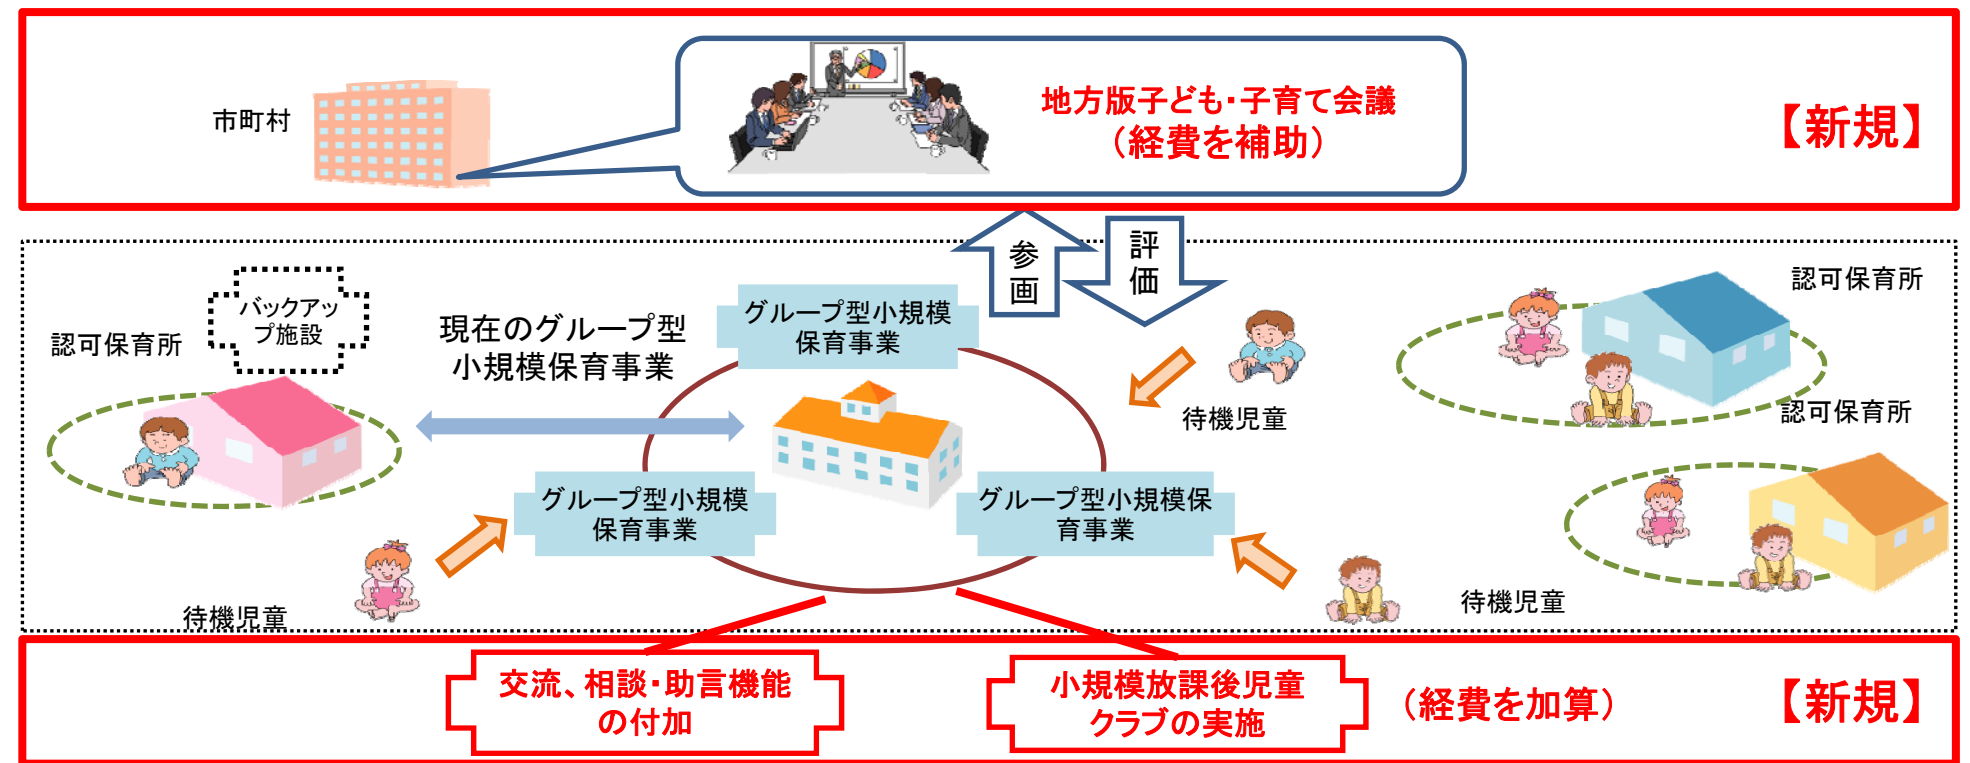 市町村
地方版子ども・子育て会議
（経費を補助）
【新規】
参画
評価
認可保育所
バックアッ
プ施設
現在のグループ型
小規模保育事業
グループ型小規模
保育事業
待機児童
認可保育所
認可保育所
グループ型小規模
保育事業
グループ型小規模保
育事業
待機児童
待機児童
交流、相談・助言機能
の付加
小規模放課後児童
クラブの実施
（経費を加算）
【新規】